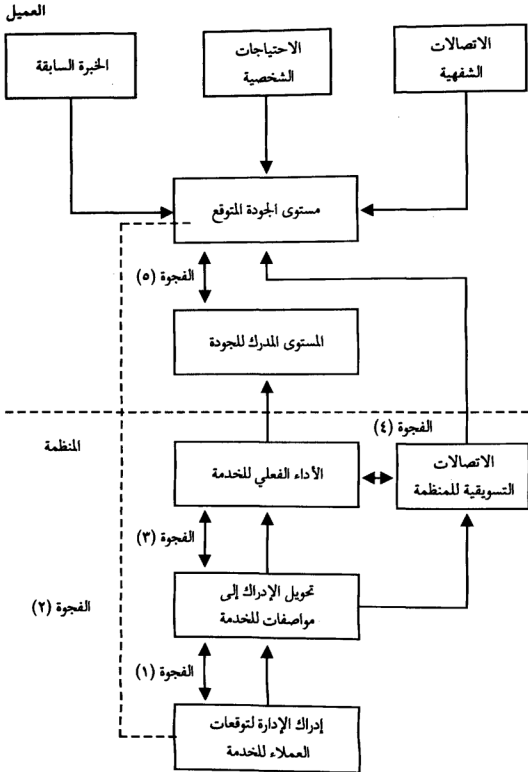 العميل
الاتصالات
الشفهية
الاحتياجات
الشخصية
الخبرة السابقة
مستوى الجودة المتوقع
الفجوة (٥)
المستوى المدرك للجودة
المنظمة
الفجوة (٤)
الاتصالات
التسويقية للمنظمة
الأداء الفعلي للخدمة
الفجوة (٣)
تحويل الإدراك إلى
مواصفات للخدمة
الفجوة (٢)
الفجوة (١)
إدراك الإدارة لتوقعات
العملاء للخدمة